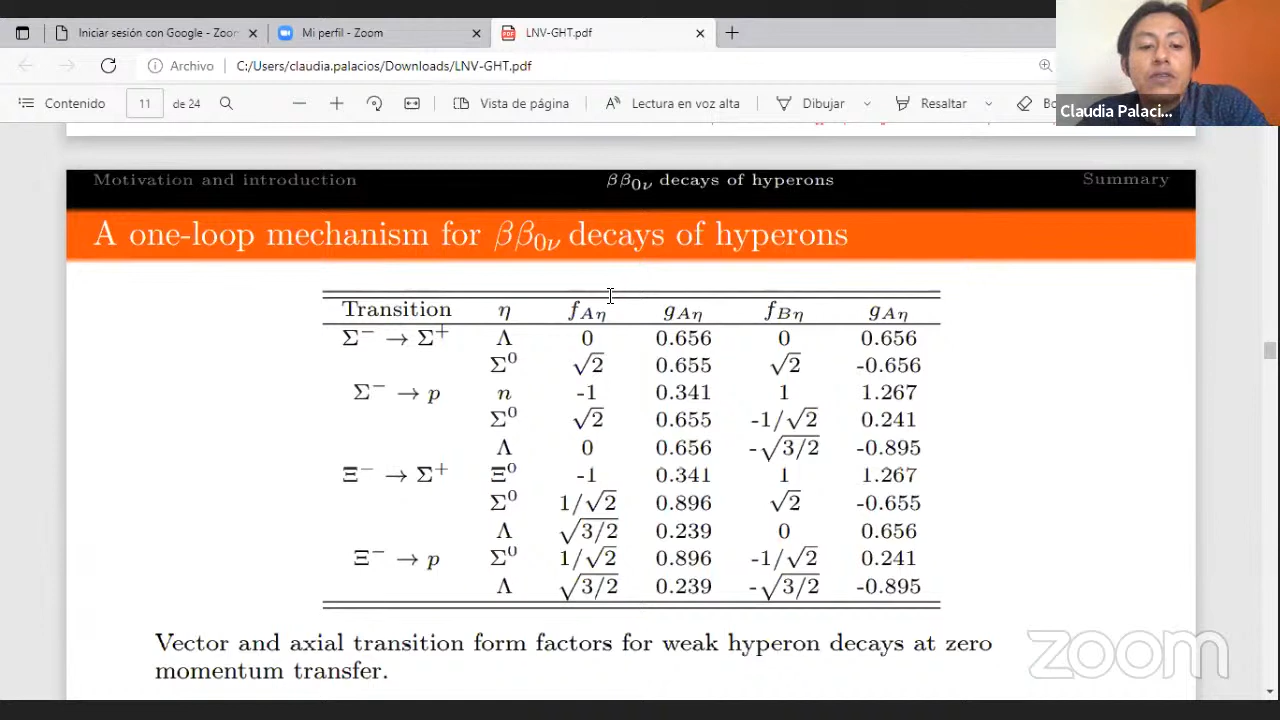 Iniciar sesión con Google - Zoom
Mi perfil - Zoom
LNV-GHT.pdf
Archivo
C:/Users/claudia.palacios/Downloads/LNV-GHT.pdf
Contenido
11
de 24
Vista de página
Lectura en voz alta
Dibujar
Resaltar
Claudia Palaci...
Motivation and introduction
ββ0ν decays of hyperons
Summary
A one-loop mechanism for ββ0ν decays of hyperons
Transition η fAη gAη fBη gAη
Σ− → Σ+ Λ 0 0.656 0 0.656
Σ0 √2 0.655 √2 -0.656
Σ− → p n -1 0.341 1 1.267
Σ0 √2 0.655 -1/√2 0.241
Λ 0 0.656 -√3/2 -0.895
Ξ− → Σ+ Ξ0 -1 0.341 1 1.267
Σ0 1/√2 0.896 √2 -0.655
Λ √3/2 0.239 0 0.656
Ξ− → p Σ0 1/√2 0.896 -1/√2 0.241
Λ √3/2 0.239 -√3/2 -0.895
Vector and axial transition form factors for weak hyperon decays at zero
momentum transfer.
zoom